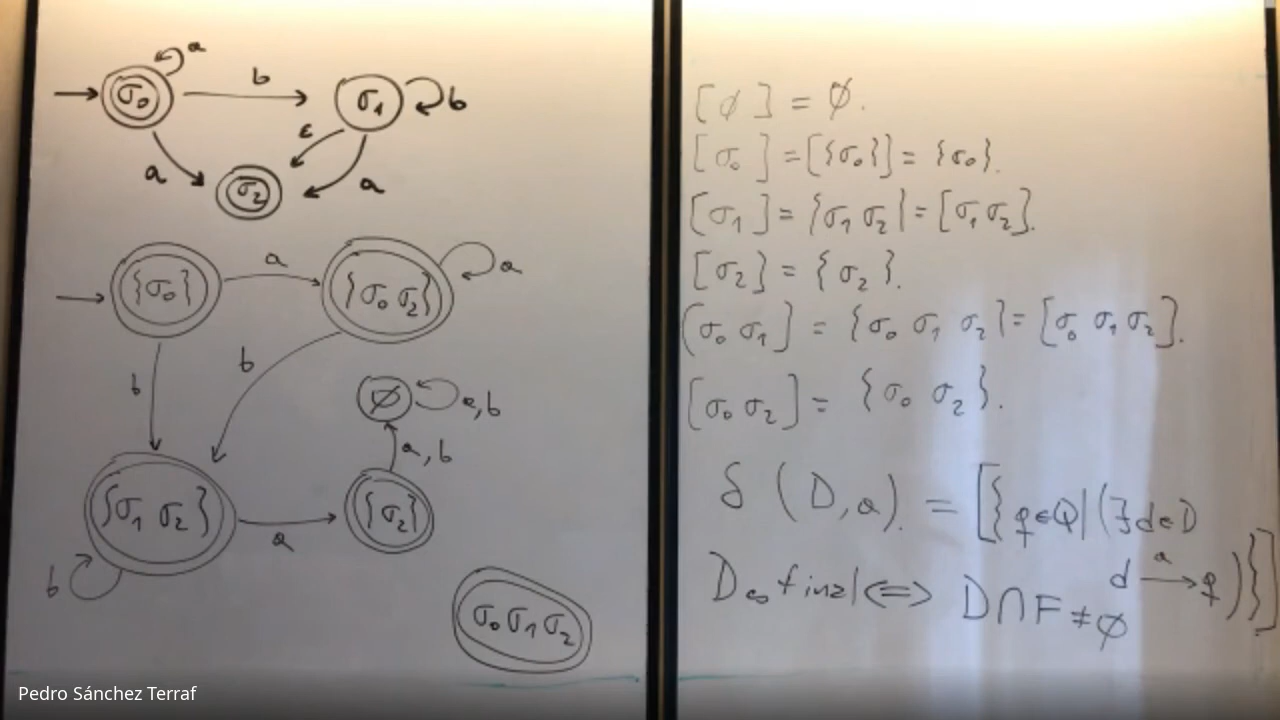 a
σ₀ b σ₁ b
ε
a σ₂ a
{σ₀} a {σ₀ σ₂} a
b b
∅ a,b
a,b
{σ₁ σ₂} a {σ₂}
b
σ₀ σ₁ σ₂
[∅] = ∅.
[σ₀] = [{σ₀}] = {σ₀}.
[σ₁] = {σ₁ σ₂} = [σ₁ σ₂].
[σ₂] = {σ₂}.
[σ₀ σ₁] = {σ₀ σ₁ σ₂} = [σ₀ σ₁ σ₂].
[σ₀ σ₂] = {σ₀ σ₂}.
δ(D,a). = [{q∈Q|(∃d∈D
d a→ q)}]
D es final ⇔ D∩F≠∅
Pedro Sánchez Terraf